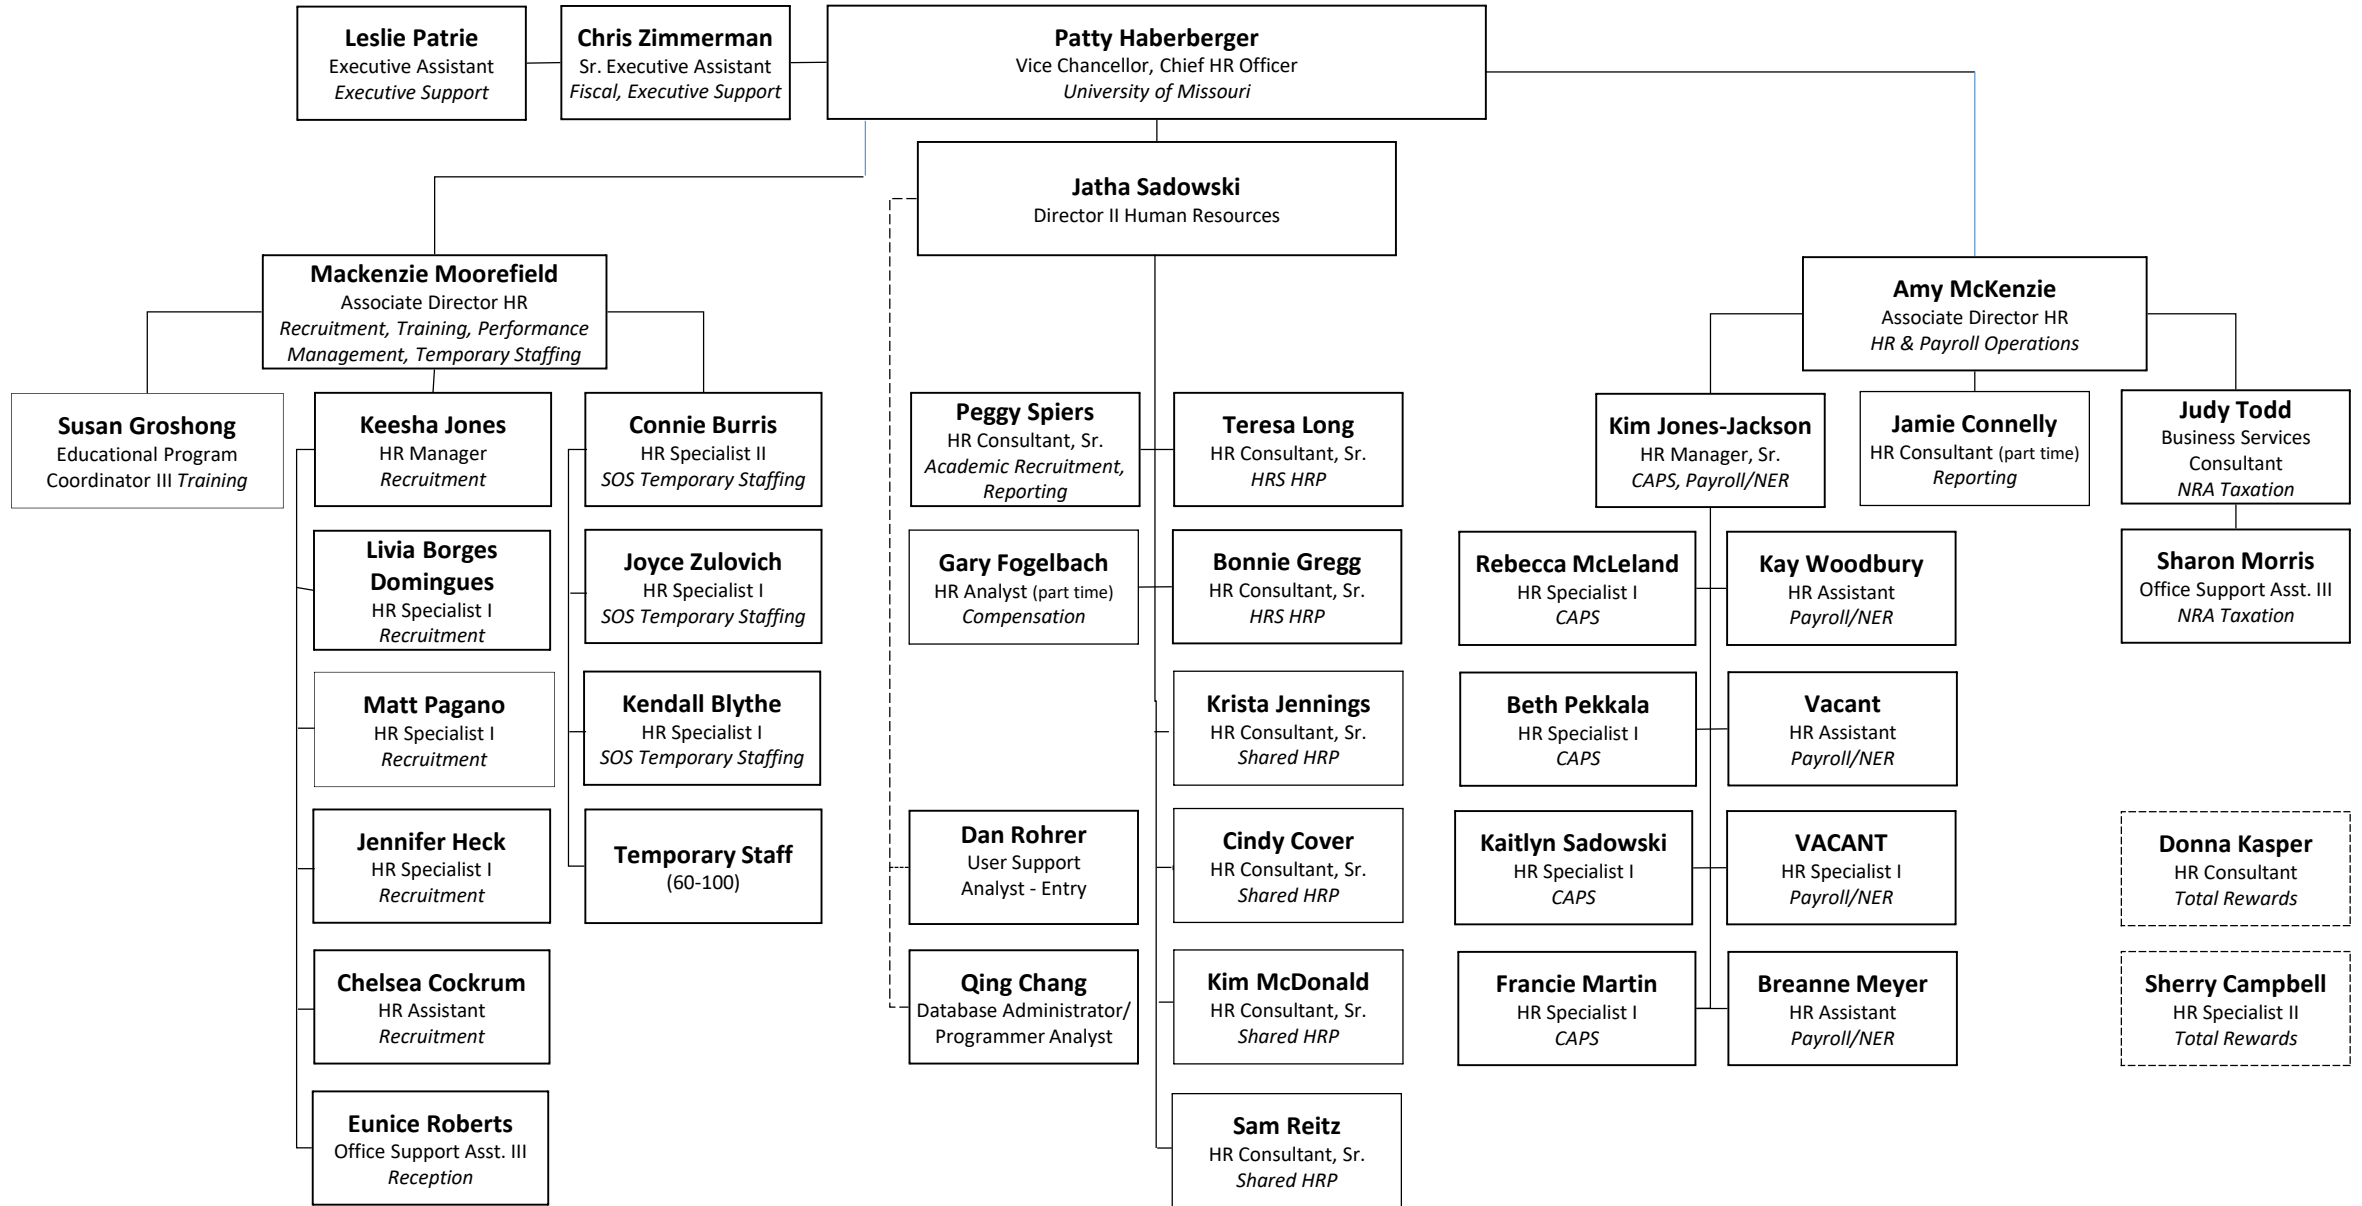 Leslie Patrie
Executive Assistant
Executive Support
Chris Zimmerman
Sr. Executive Assistant
Fiscal, Executive Support
Patty Haberberger
Vice Chancellor, Chief HR Officer
University of Missouri
Jatha Sadowski
Director II Human Resources
Mackenzie Moorefield
Associate Director HR
Recruitment, Training, Performance
Management, Temporary Staffing
Amy McKenzie
Associate Director HR
HR & Payroll Operations
Susan Groshong
Educational Program
Coordinator III Training
Keesha Jones
HR Manager
Recruitment
Connie Burris
HR Specialist II
SOS Temporary Staffing
Peggy Spiers
HR Consultant, Sr.
Academic Recruitment,
Reporting
Teresa Long
HR Consultant, Sr.
HRS HRP
Kim Jones-Jackson
HR Manager, Sr.
CAPS, Payroll/NER
Jamie Connelly
HR Consultant (part time)
Reporting
Judy Todd
Business Services
Consultant
NRA Taxation
Livia Borges
Domingues
HR Specialist I
Recruitment
Joyce Zulovich
HR Specialist I
SOS Temporary Staffing
Gary Fogelbach
HR Analyst (part time)
Compensation
Bonnie Gregg
HR Consultant, Sr.
HRS HRP
Rebecca McLeland
HR Specialist I
CAPS
Kay Woodbury
HR Assistant
Payroll/NER
Sharon Morris
Office Support Asst. III
NRA Taxation
Matt Pagano
HR Specialist I
Recruitment
Kendall Blythe
HR Specialist I
SOS Temporary Staffing
Krista Jennings
HR Consultant, Sr.
Shared HRP
Beth Pekkala
HR Specialist I
CAPS
Vacant
HR Assistant
Payroll/NER
Jennifer Heck
HR Specialist I
Recruitment
Temporary Staff
(60-100)
Dan Rohrer
User Support
Analyst - Entry
Cindy Cover
HR Consultant, Sr.
Shared HRP
Kaitlyn Sadowski
HR Specialist I
CAPS
VACANT
HR Specialist I
Payroll/NER
Donna Kasper
HR Consultant
Total Rewards
Chelsea Cockrum
HR Assistant
Recruitment
Qing Chang
Database Administrator/
Programmer Analyst
Kim McDonald
HR Consultant, Sr.
Shared HRP
Francie Martin
HR Specialist I
CAPS
Breanne Meyer
HR Assistant
Payroll/NER
Sherry Campbell
HR Specialist II
Total Rewards
Eunice Roberts
Office Support Asst. III
Reception
Sam Reitz
HR Consultant, Sr.
Shared HRP